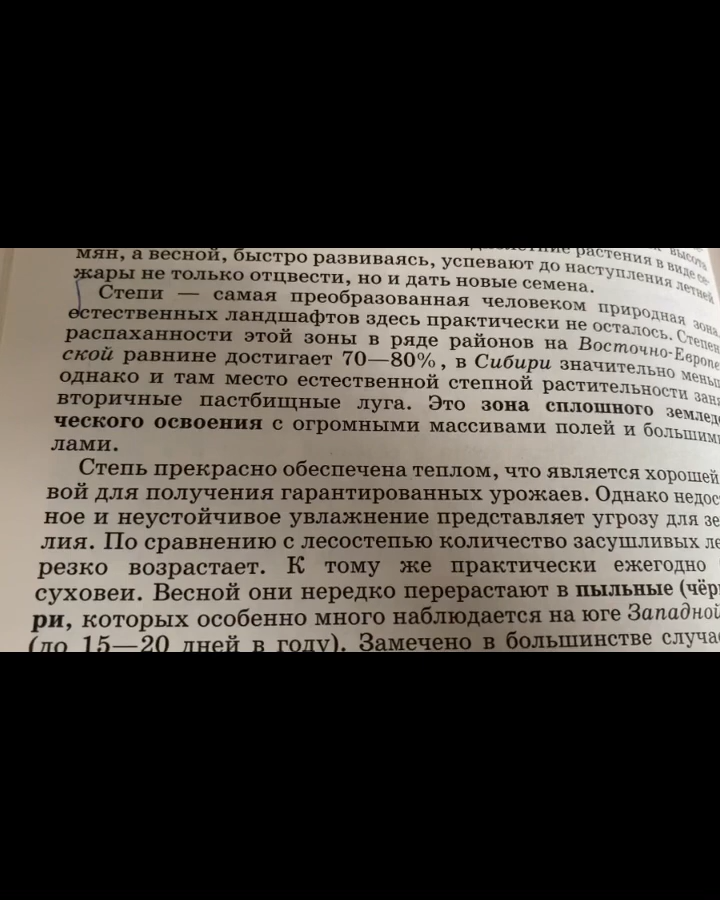 растения в виде се-
мян, а весной, быстро развиваясь, успевают до наступления летней
жары не только отцвести, но и дать новые семена.
Степи — самая преобразованная человеком природная зона,
естественных ландшафтов здесь практически не осталось. Степен
распаханности этой зоны в ряде районов на Восточно-Европе
ской равнине достигает 70—80%, в Сибири значительно меньш
однако и там место естественной степной растительности заня
вторичные пастбищные луга. Это зона сплошного земледе
ческого освоения с огромными массивами полей и большими
лами.
Степь прекрасно обеспечена теплом, что является хорошей
вой для получения гарантированных урожаев. Однако недос
ное и неустойчивое увлажнение представляет угрозу для зе
лия. По сравнению с лесостепью количество засушливых ле
резко возрастает. К тому же практически ежегодно
суховеи. Весной они нередко перерастают в пыльные (чёр
ри, которых особенно много наблюдается на юге Западной
(до 15—20 дней в году). Замечено в большинстве случа